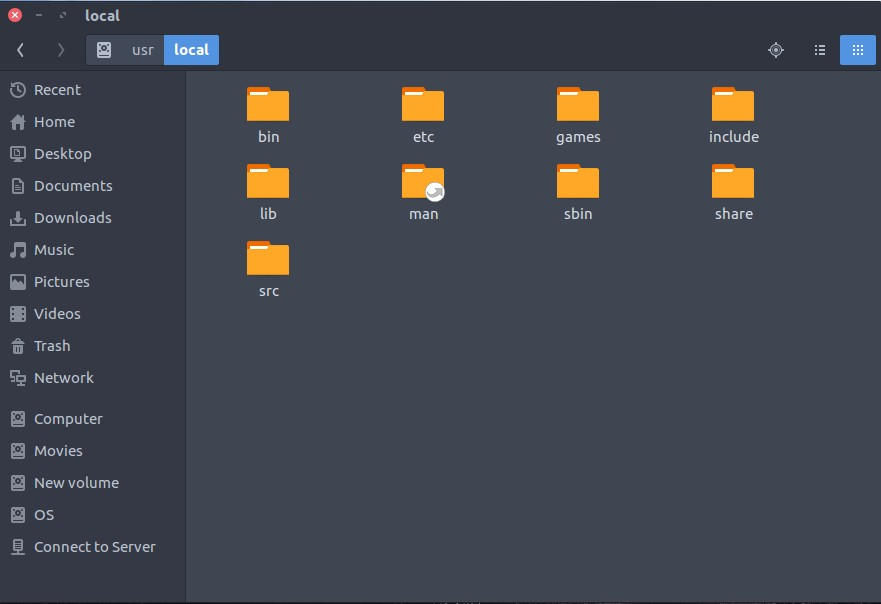 local
usr local
Recent
Home
Desktop
Documents
Downloads
Music
Pictures
Videos
Trash
Network
Computer
Movies
New volume
OS
Connect to Server
bin etc games include
lib man sbin share
src